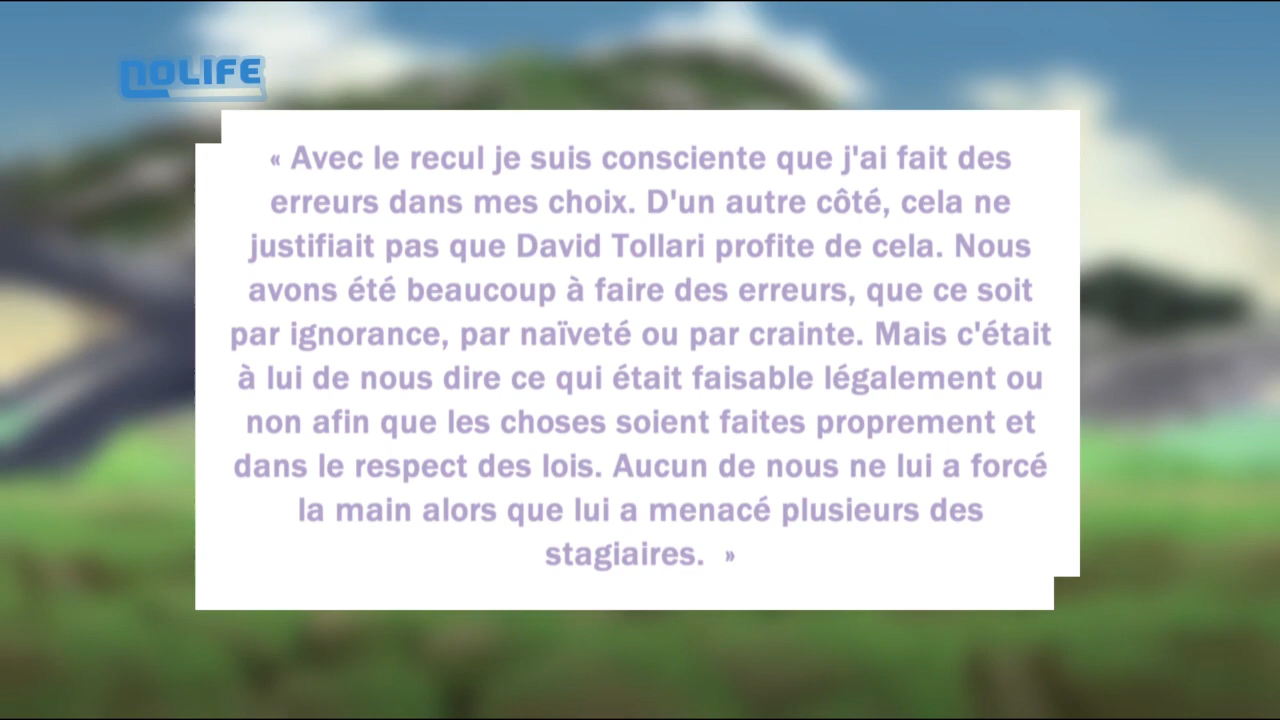 NOLIFE
« Avec le recul je suis consciente que j'ai fait des
erreurs dans mes choix. D'un autre côté, cela ne
justifiait pas que David Tollari profite de cela. Nous
avons été beaucoup à faire des erreurs, que ce soit
par ignorance, par naïveté ou par crainte. Mais c'était
à lui de nous dire ce qui était faisable légalement ou
non afin que les choses soient faites proprement et
dans le respect des lois. Aucun de nous ne lui a forcé
la main alors que lui a menacé plusieurs des
stagiaires. »